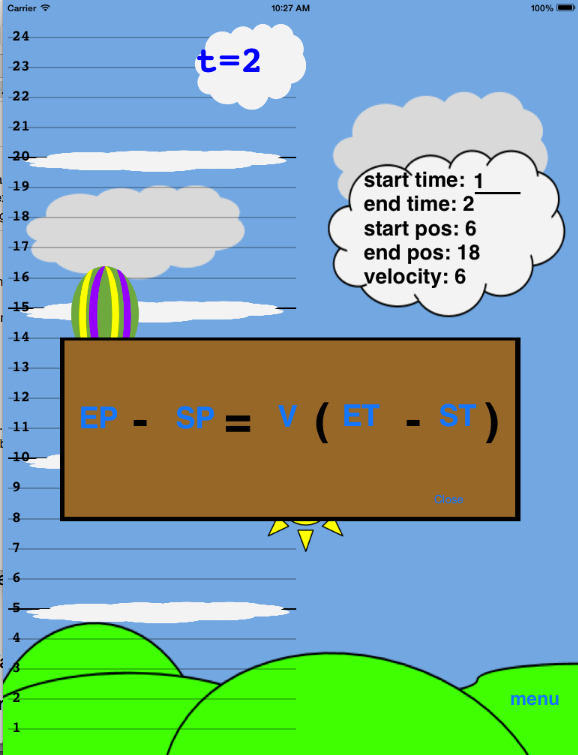 Carrier 10:27 AM 100%
24
t=2
23
22
21
20
19
18
17
16
15
14
13
12
11
10
9
8
7
6
5
4
3
2
1
start time: 1
end time: 2
start pos: 6
end pos: 18
velocity: 6
EP - SP = V ( ET - ST )
Close
menu